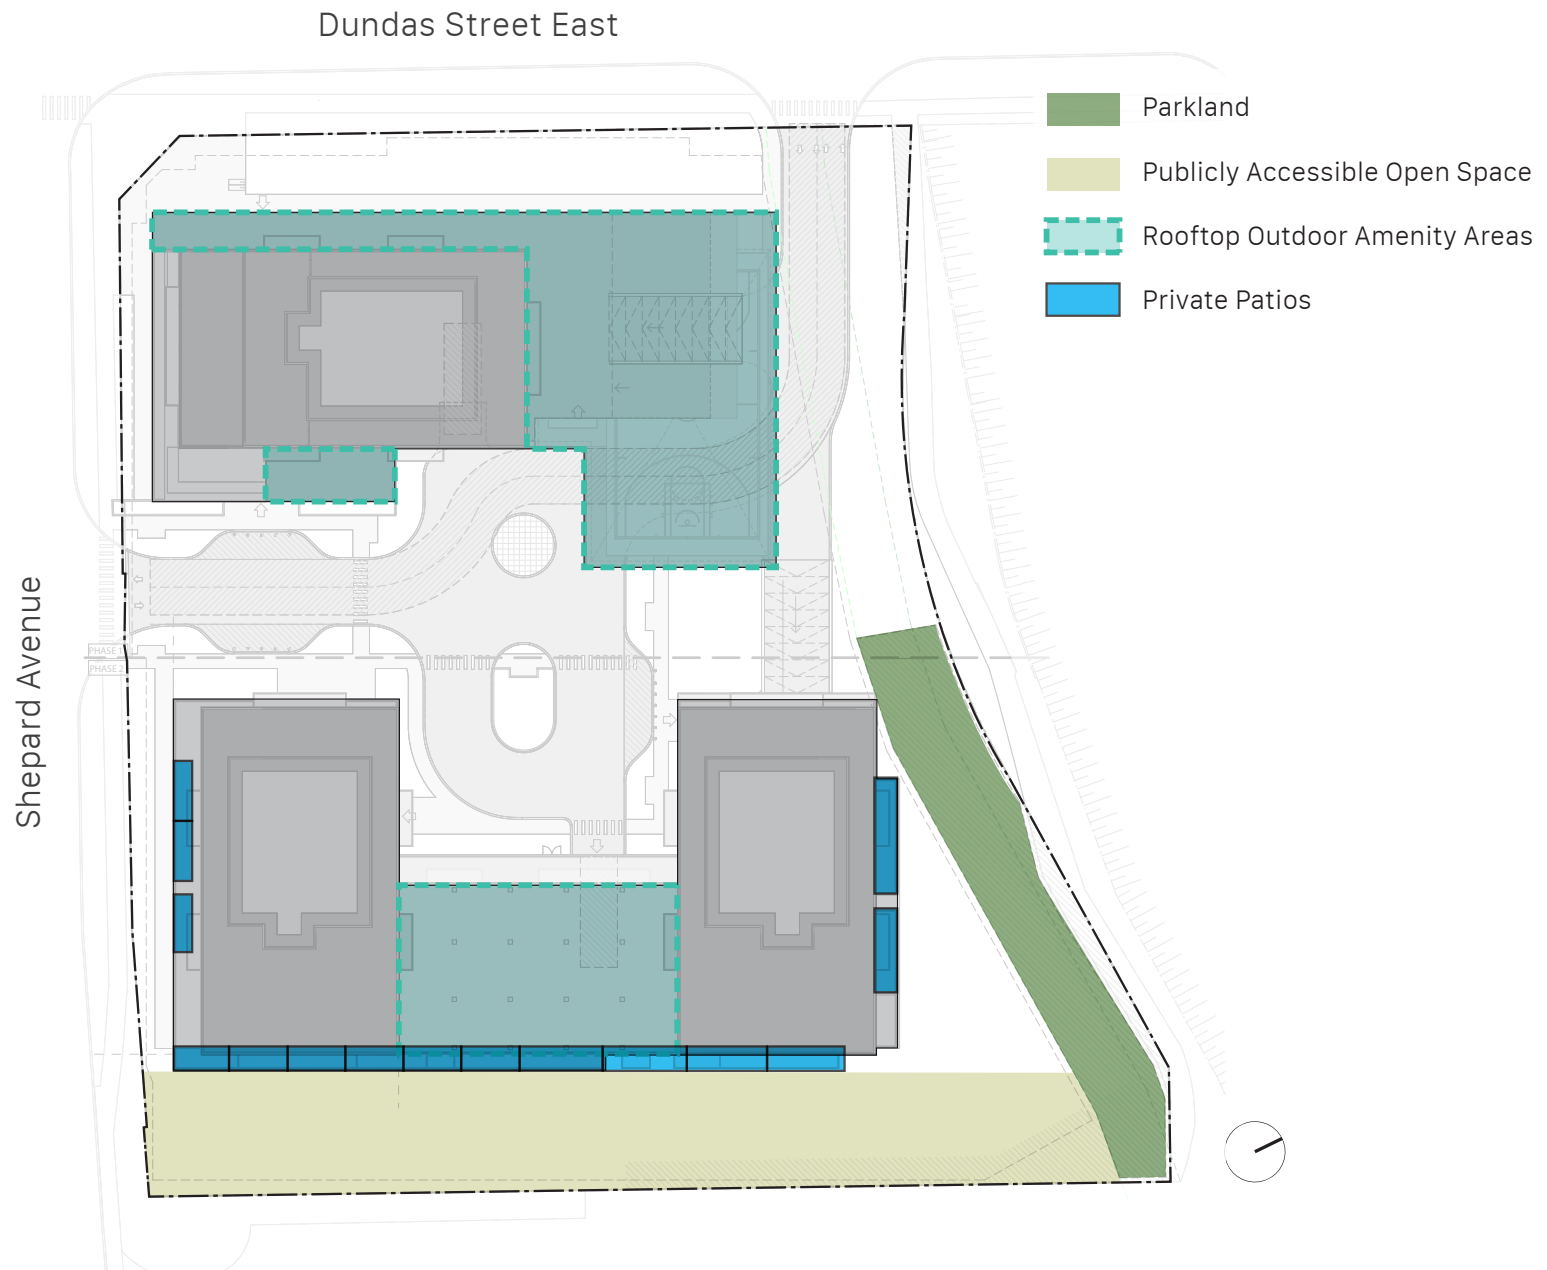 Dundas Street East
Parkland
Publicly Accessible Open Space
Rooftop Outdoor Amenity Areas
Private Patios
Shepard Avenue
PHASE 1
PHASE 2